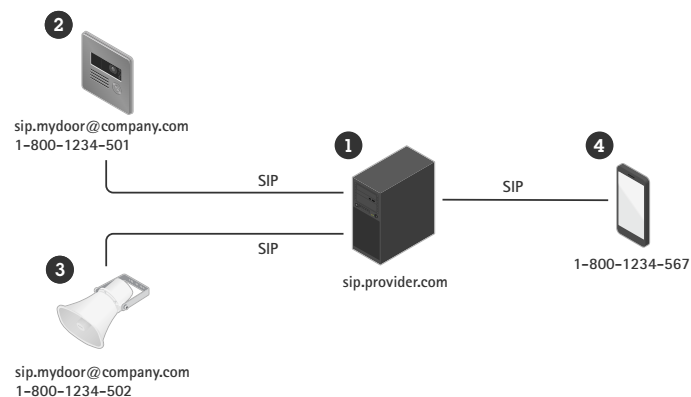 2
sip.mydoor@company.com
1-800-1234-501
1
4
SIP
SIP
SIP
3
sip.provider.com
1-800-1234-567
sip.mydoor@company.com
1-800-1234-502